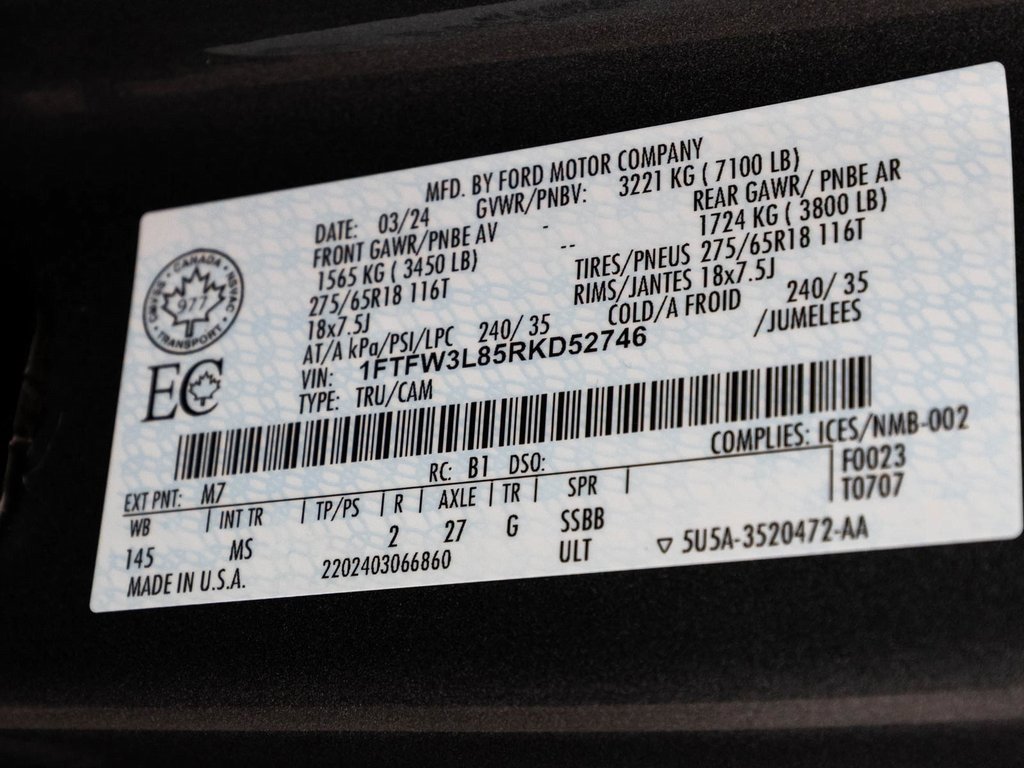 MFD. BY FORD MOTOR COMPANY
DATE: 03/24 GVWR/PNBV: 3221 KG ( 7100 LB)
FRONT GAWR/PNBE AV - REAR GAWR/ PNBE AR
1565 KG ( 3450 LB) -- 1724 KG ( 3800 LB)
275/65R18 116T TIRES/PNEUS 275/65R18 116T
18x7.5J RIMS/JANTES 18x7.5J
AT/A kPa/PSI/LPC 240/ 35 COLD/A FROID 240/ 35
VIN: 1FTFW3L85RKD52746 /JUMELEES
TYPE: TRU/CAM
CANADA
977
TRANSPORT
EC
COMPLIES: ICES/NMB-002
EXT PNT: M7 RC: B1 DSO: F0023
WB | INT TR | TP/PS | R | AXLE | TR | SPR | T0707
145 MS 2 27 G SSBB
MADE IN U.S.A. 2202403066860 ULT ▽ 5U5A-3520472-AA